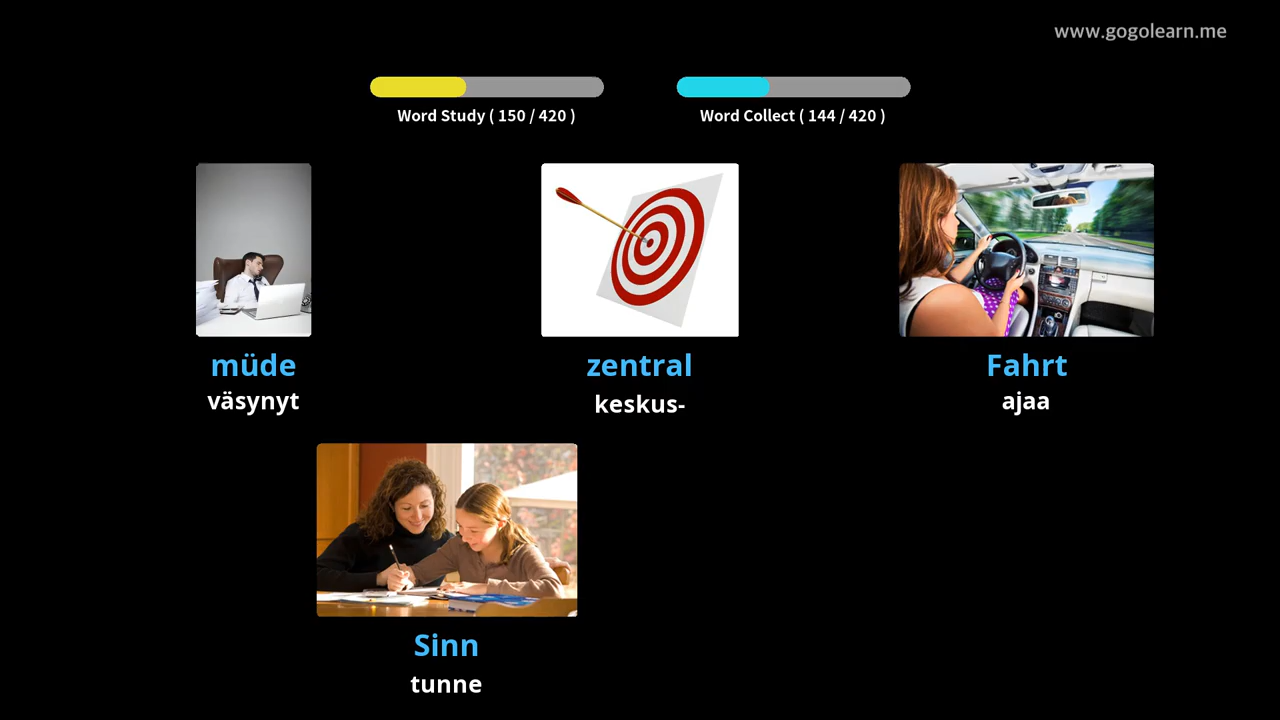 www.gogolearn.me
Word Study ( 150 / 420 )
Word Collect ( 144 / 420 )
müde
väsynyt
zentral
keskus-
Fahrt
ajaa
Sinn
tunne